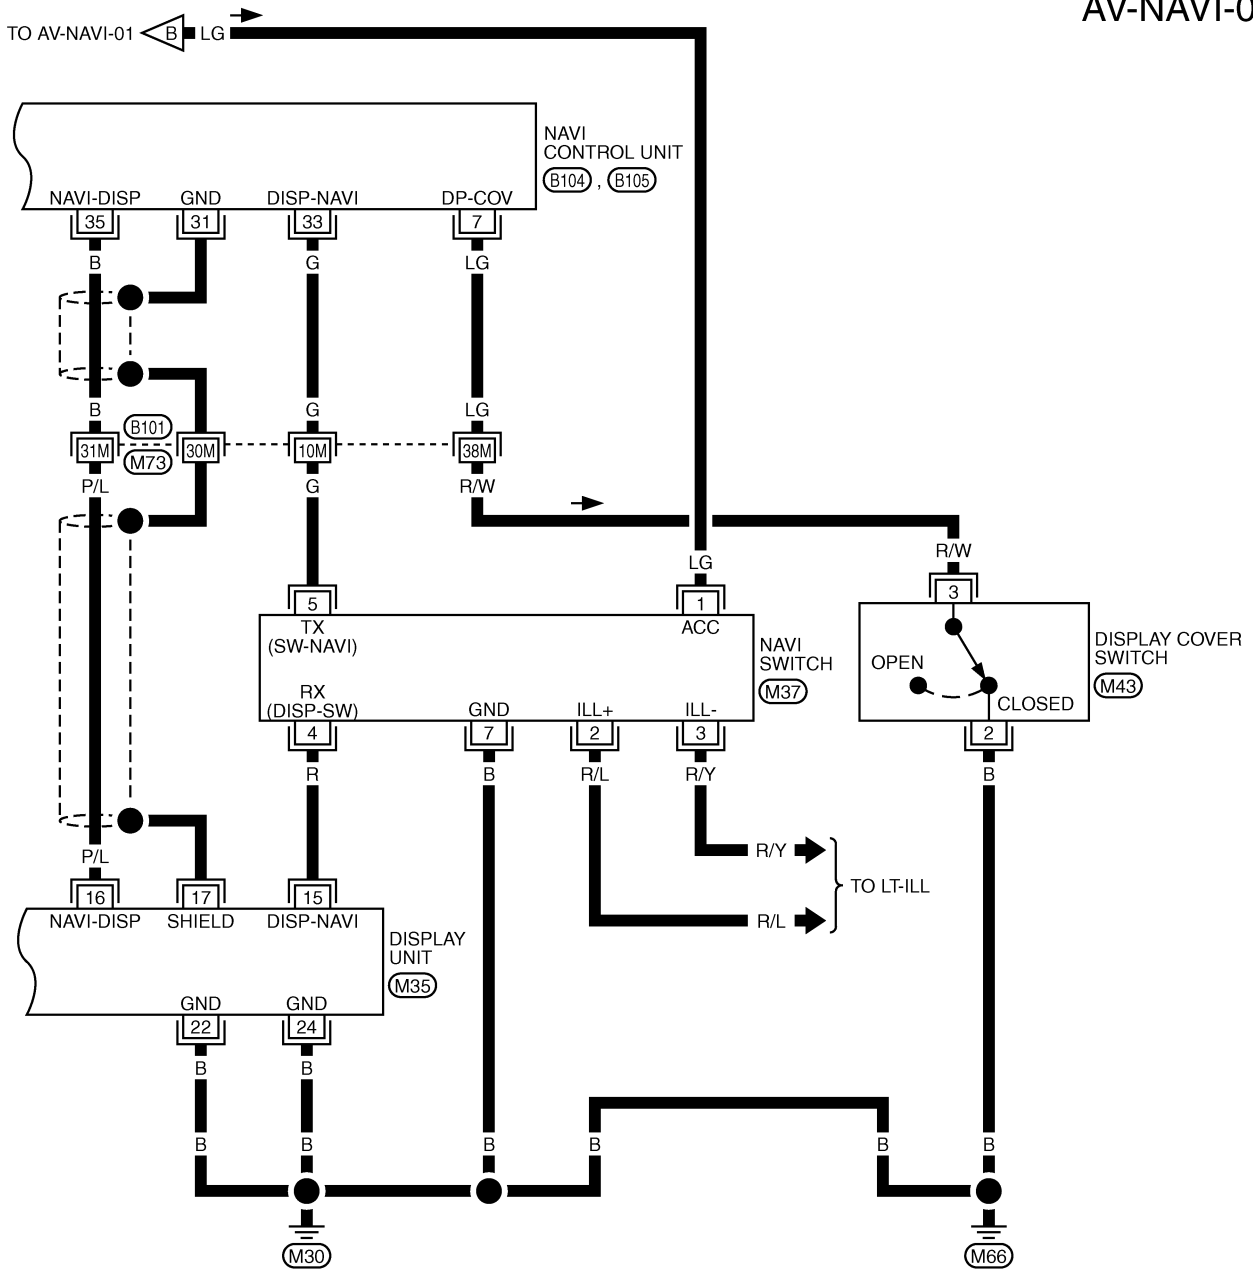 AV-NAVI-0
TO AV-NAVI-01 B LG
NAVI
CONTROL UNIT
B104 , B105
NAVI-DISP GND DISP-NAVI DP-COV
35 31 33 7
B G LG
B G LG
B101
31M 30M 10M 38M
M73
P/L G R/W
R/W
LG
5 1 3
TX ACC
(SW-NAVI)
NAVI
SWITCH
M37
DISPLAY COVER
SWITCH
M43
OPEN
CLOSED
RX
(DISP-SW) GND ILL+ ILL-
4 7 2 3 2
R B R/L R/Y B
R/Y
TO LT-ILL
R/L
P/L
16 17 15
NAVI-DISP SHIELD DISP-NAVI
DISPLAY
UNIT
M35
GND GND
22 24
B B
B B B B B B
M30 M66